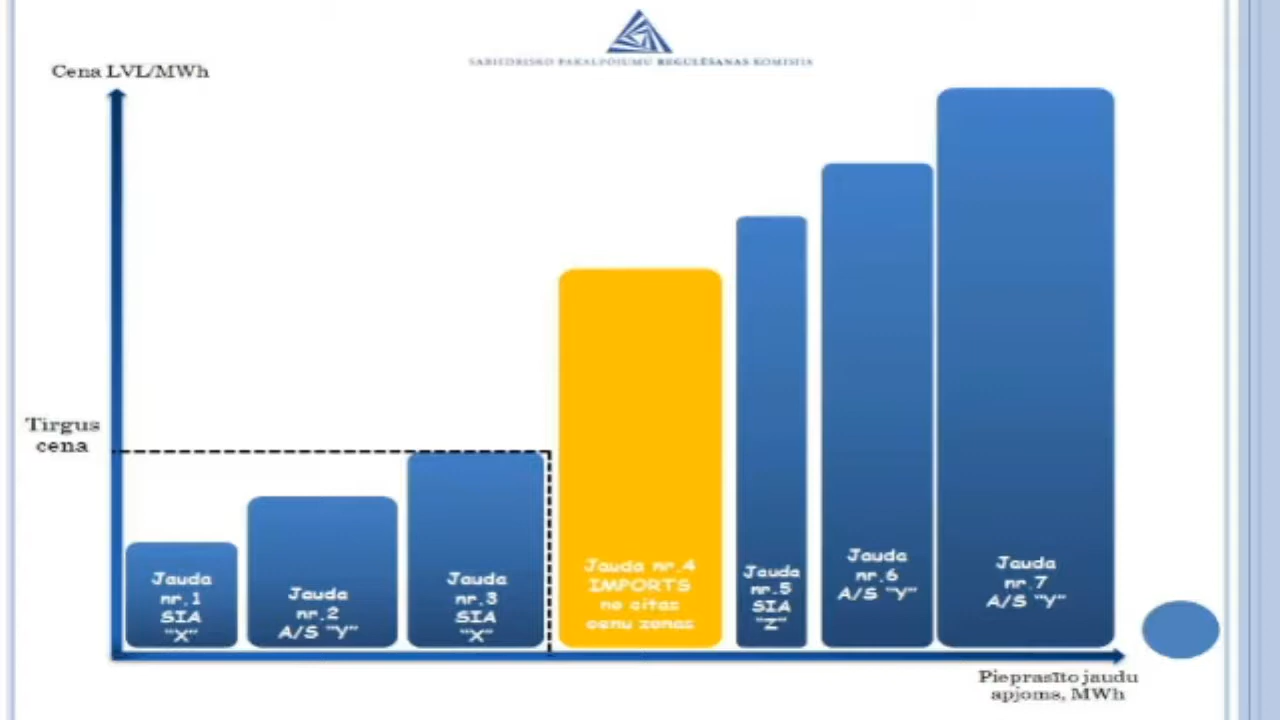 SABIEDRISKO PAKALPOJUMU REGULĒŠANAS KOMISIJA
Cena LVL/MWh
Tirgus
cena
Jauda
nr.1
SIA
"X"
Jauda
nr.2
A/S "Y"
Jauda
nr.3
SIA
"X"
Jauda nr.4
IMPORTS
no citas
cenu zonas
Jauda
nr.5
SIA
"Z"
Jauda
nr.6
A/S "Y"
Jauda
nr.7
A/S "Y"
Pieprasīto jaudu
apjoms, MWh